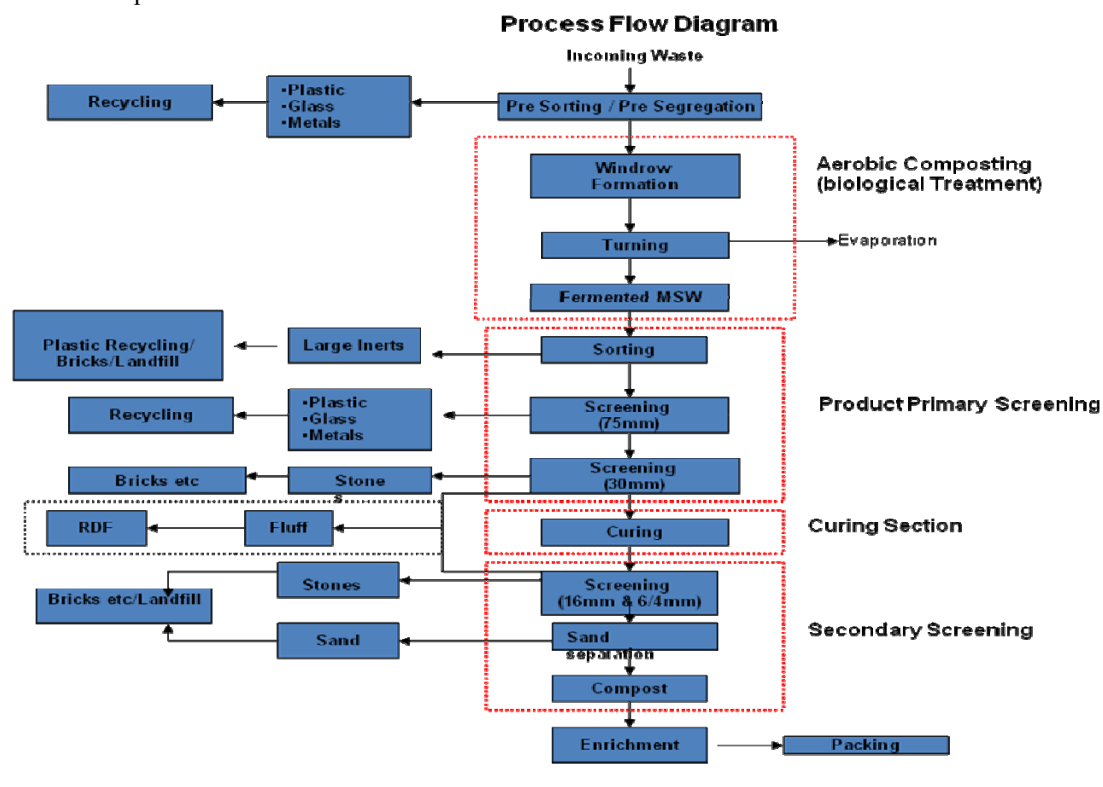 Process Flow Diagram
Incoming Waste
Recycling
•Plastic
•Glass
•Metals
Pre Sorting / Pre Segregation
Windrow
Formation
Aerobic Composting
(biological Treatment)
Turning
Evaporation
Fermented MSW
Plastic Recycling/
Bricks/Landfill
Large Inerts
Sorting
Recycling
•Plastic
•Glass
•Metals
Screening
(75mm)
Product Primary Screening
Bricks etc
Stone
s
Screening
(30mm)
RDF
Fluff
Curing
Curing Section
Bricks etc/Landfill
Stones
Screening
(16mm & 6/4mm)
Sand
Sand
separation
Secondary Screening
Compost
Enrichment
Packing